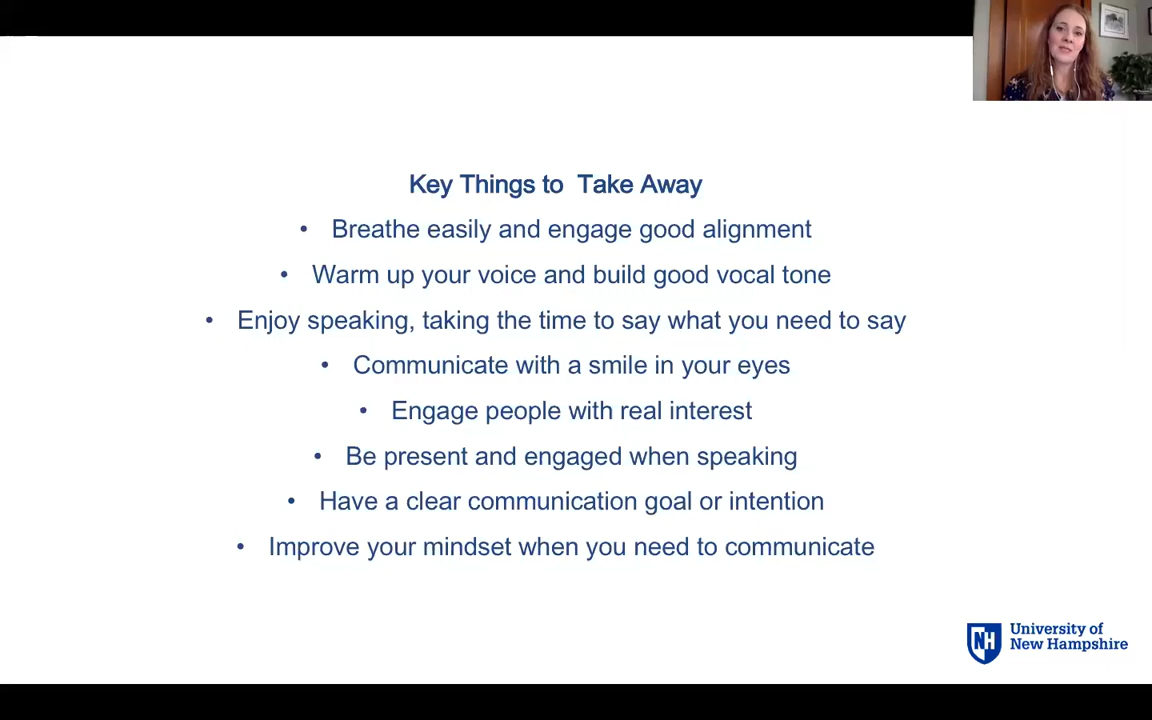 Key Things to  Take Away
• Breathe easily and engage good alignment
• Warm up your voice and build good vocal tone
• Enjoy speaking, taking the time to say what you need to say
• Communicate with a smile in your eyes
• Engage people with real interest
• Be present and engaged when speaking
• Have a clear communication goal or intention
• Improve your mindset when you need to communicate
NH
University of
New Hampshire